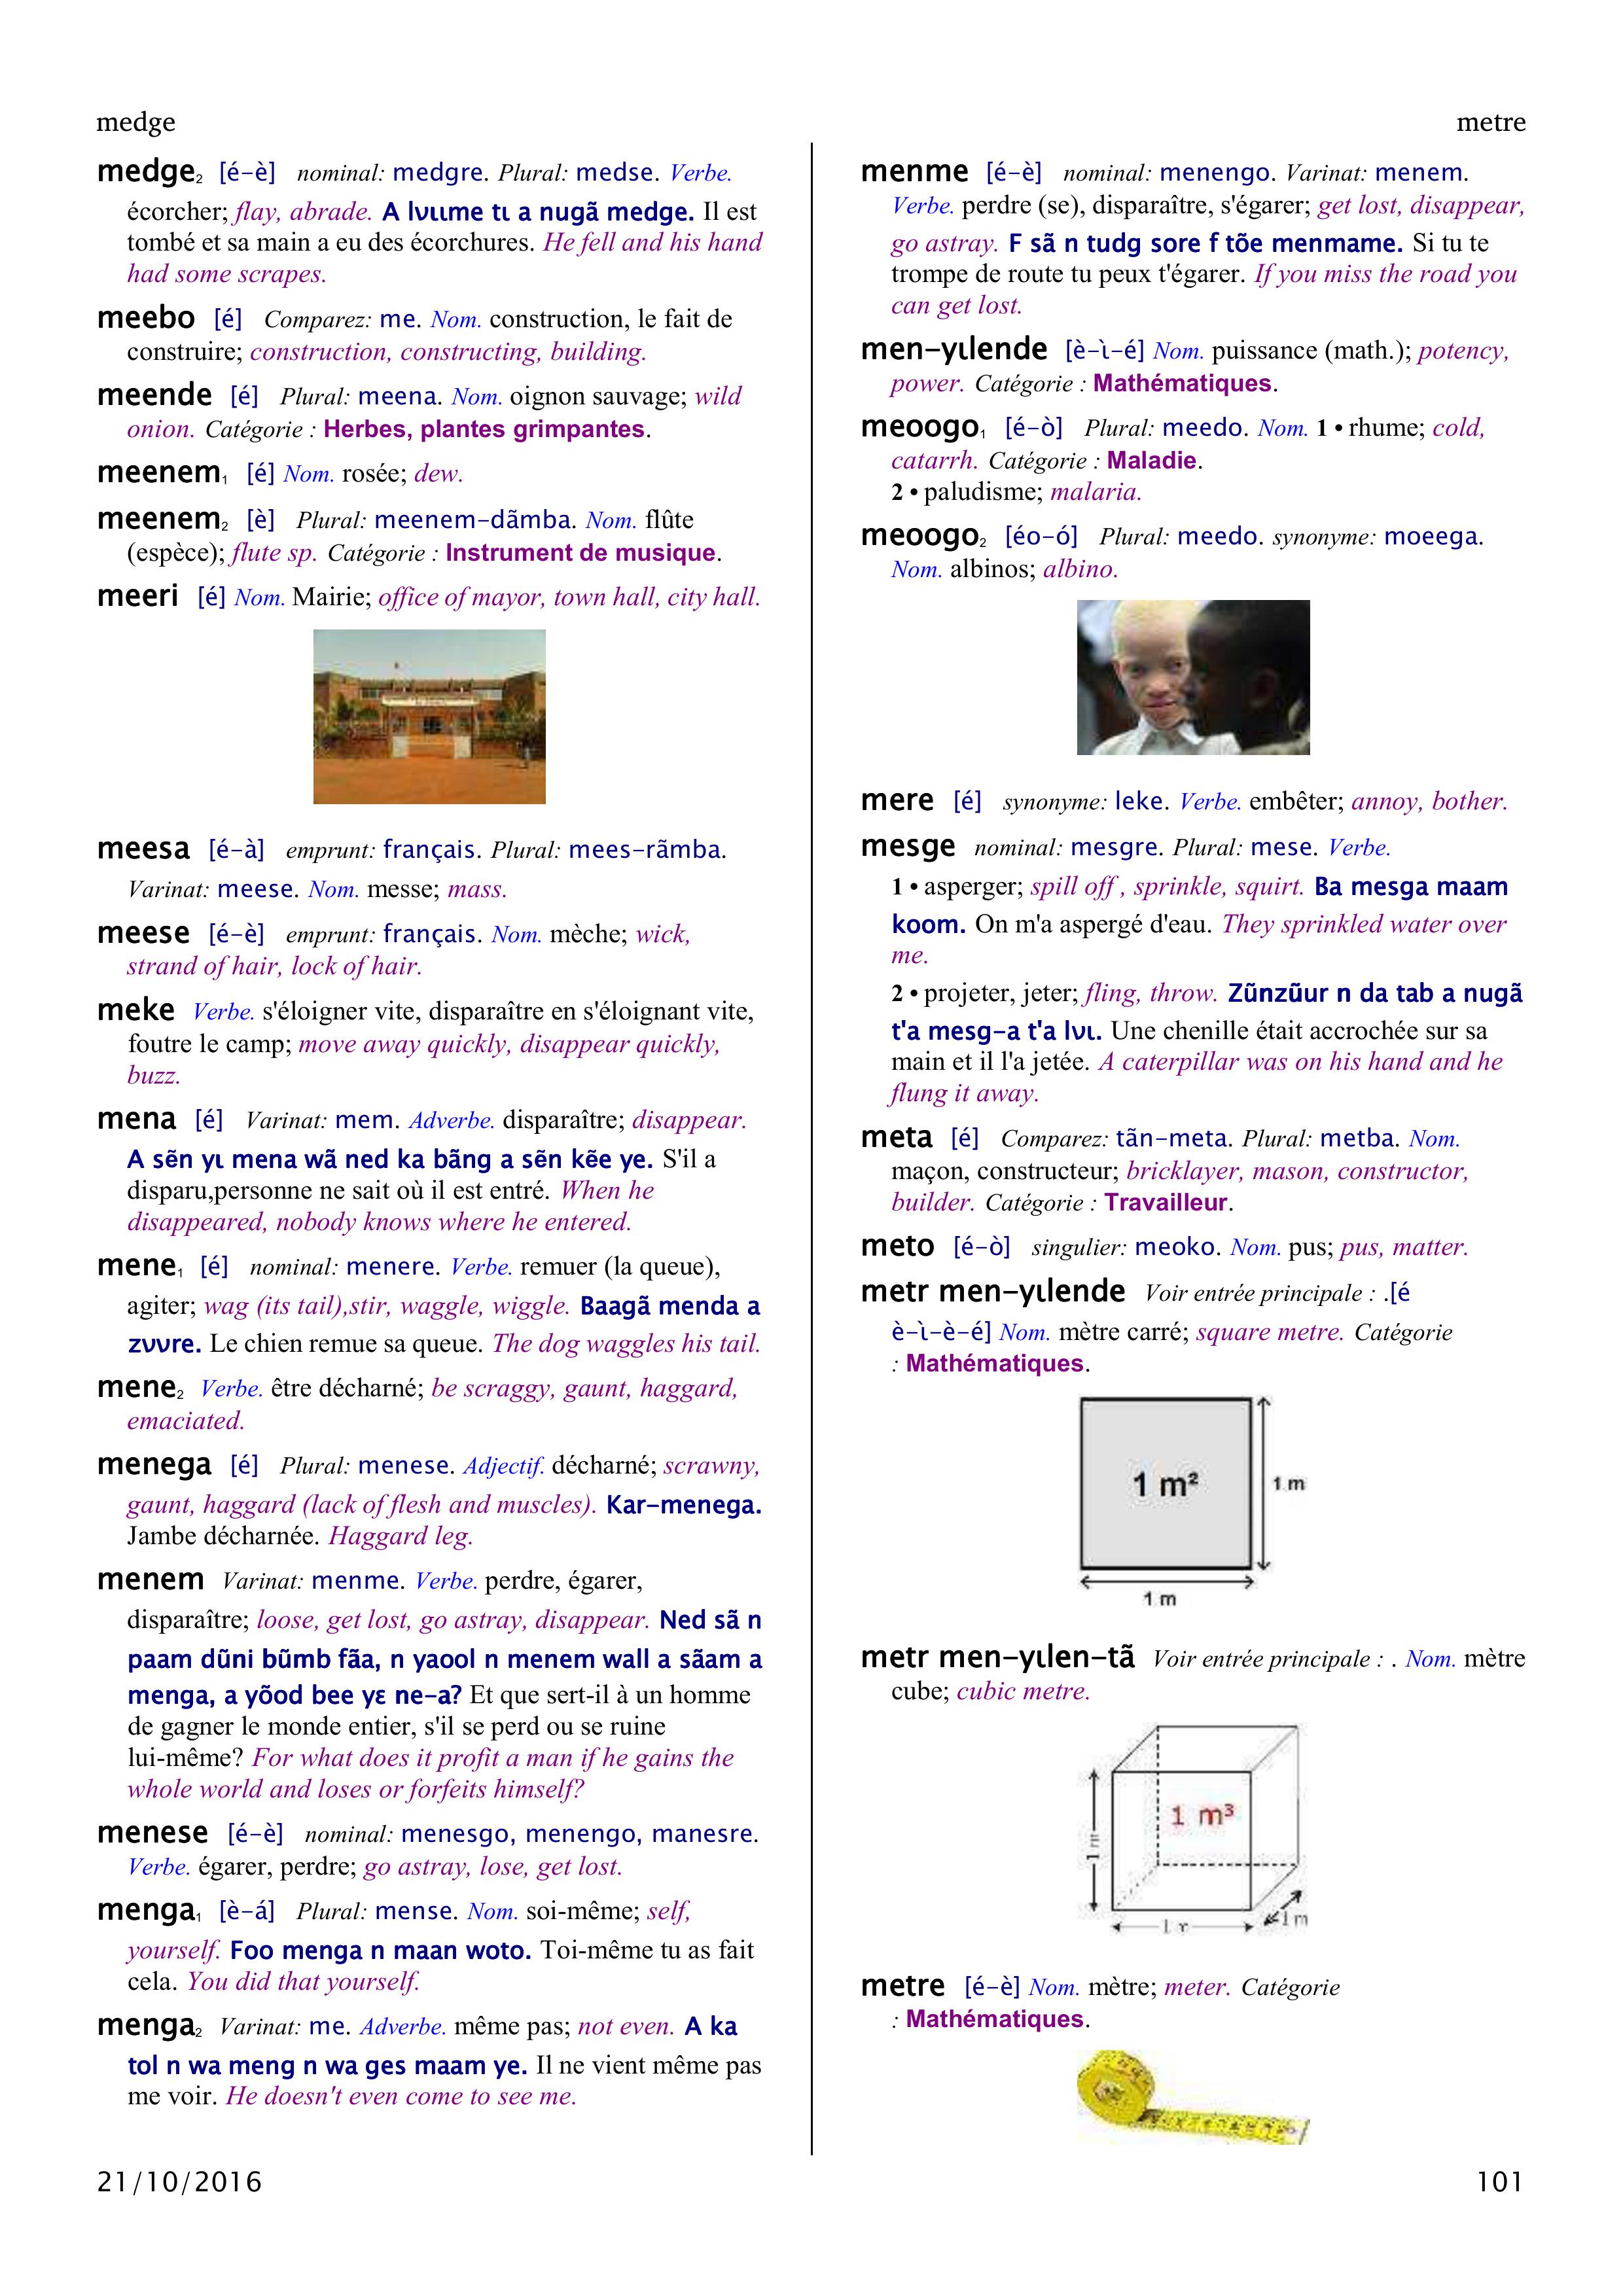 medge
metre
medge₂ [é-è] nominal: medgre. Plural: medse. Verbe.
écorcher; flay, abrade. A lʋɩɩme tɩ a nugã medge. Il est
tombé et sa main a eu des écorchures. He fell and his hand
had some scrapes.
meebo [é] Comparez: me. Nom. construction, le fait de
construire; construction, constructing, building.
meende [é] Plural: meena. Nom. oignon sauvage; wild
onion. Catégorie : Herbes, plantes grimpantes.
meenem₁ [é] Nom. rosée; dew.
meenem₂ [è] Plural: meenem-dãmba. Nom. flûte
(espèce); flute sp. Catégorie : Instrument de musique.
meeri [é] Nom. Mairie; office of mayor, town hall, city hall.
meesa [é-à] emprunt: français. Plural: mees-rãmba.
Varinat: meese. Nom. messe; mass.
meese [é-è] emprunt: français. Nom. mèche; wick,
strand of hair, lock of hair.
meke Verbe. s'éloigner vite, disparaître en s'éloignant vite,
foutre le camp; move away quickly, disappear quickly,
buzz.
mena [é] Varinat: mem. Adverbe. disparaître; disappear.
A sẽn yɩ mena wã ned ka bãng a sẽn kẽe ye. S'il a
disparu,personne ne sait où il est entré. When he
disappeared, nobody knows where he entered.
mene₁ [é] nominal: menere. Verbe. remuer (la queue),
agiter; wag (its tail),stir, waggle, wiggle. Baagã menda a
zʋʋre. Le chien remue sa queue. The dog waggles his tail.
mene₂ Verbe. être décharné; be scraggy, gaunt, haggard,
emaciated.
menega [é] Plural: menese. Adjectif. décharné; scrawny,
gaunt, haggard (lack of flesh and muscles). Kar-menega.
Jambe décharnée. Haggard leg.
menem Varinat: menme. Verbe. perdre, égarer,
disparaître; loose, get lost, go astray, disappear. Ned sã n
paam dũni bũmb fãa, n yaool n menem wall a sãam a
menga, a yõod bee yɛ ne-a? Et que sert-il à un homme
de gagner le monde entier, s'il se perd ou se ruine
lui-même? For what does it profit a man if he gains the
whole world and loses or forfeits himself?
menese [é-è] nominal: menesgo, menengo, manesre.
Verbe. égarer, perdre; go astray, lose, get lost.
menga₁ [è-á] Plural: mense. Nom. soi-même; self,
yourself. Foo menga n maan woto. Toi-même tu as fait
cela. You did that yourself.
menga₂ Varinat: me. Adverbe. même pas; not even. A ka
tol n wa meng n wa ges maam ye. Il ne vient même pas
me voir. He doesn't even come to see me.
menme [é-è] nominal: menengo. Varinat: menem.
Verbe. perdre (se), disparaître, s'égarer; get lost, disappear,
go astray. F sã n tudg sore f tõe menmame. Si tu te
trompe de route tu peux t'égarer. If you miss the road you
can get lost.
men-yɩlende [è-ɩ̀-é] Nom. puissance (math.); potency,
power. Catégorie : Mathématiques.
meoogo₁ [é-ò] Plural: meedo. Nom. 1 • rhume; cold,
catarrh. Catégorie : Maladie.
2 • paludisme; malaria.
meoogo₂ [éo-ó] Plural: meedo. synonyme: moeega.
Nom. albinos; albino.
mere [é] synonyme: leke. Verbe. embêter; annoy, bother.
mesge nominal: mesgre. Plural: mese. Verbe.
1 • asperger; spill off , sprinkle, squirt. Ba mesga maam
koom. On m'a aspergé d'eau. They sprinkled water over
me.
2 • projeter, jeter; fling, throw. Zũnzũur n da tab a nugã
t'a mesg-a t'a lʋɩ. Une chenille était accrochée sur sa
main et il l'a jetée. A caterpillar was on his hand and he
flung it away.
meta [é] Comparez: tãn-meta. Plural: metba. Nom.
maçon, constructeur; bricklayer, mason, constructor,
builder. Catégorie : Travailleur.
meto [é-ò] singulier: meoko. Nom. pus; pus, matter.
metr men-yɩlende Voir entrée principale : .[é
è-ɩ̀-è-é] Nom. mètre carré; square metre. Catégorie
: Mathématiques.
1 m²
1 m
1 m
metr men-yɩlen-tã Voir entrée principale : . Nom. mètre
cube; cubic metre.
1 m³
1 m
1 m
metre [é-è] Nom. mètre; meter. Catégorie
: Mathématiques.
21/10/2016
101